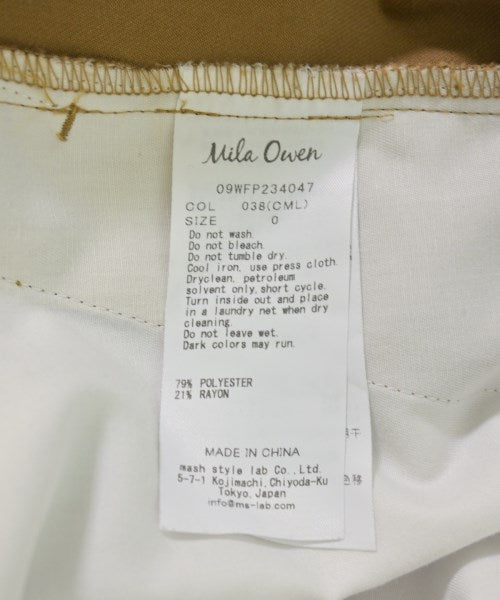 Mila Owen
09WFP234047
COL 038(CML)
SIZE 0
Do not wash.
Do not bleach.
Do not tumble dry.
Cool iron, use press cloth.
Dryclean, petroleum
solvent only, short cycle.
Turn inside out and place
in a laundry net when dry
cleaning.
Do not leave wet.
Dark colors may run.
79% POLYESTER
21% RAYON
干
MADE IN CHINA
mash style lab Co., Ltd.
5-7-1 Kojimachi, Chiyoda-Ku
色移
Tokyo, Japan
info@ms-lab.com